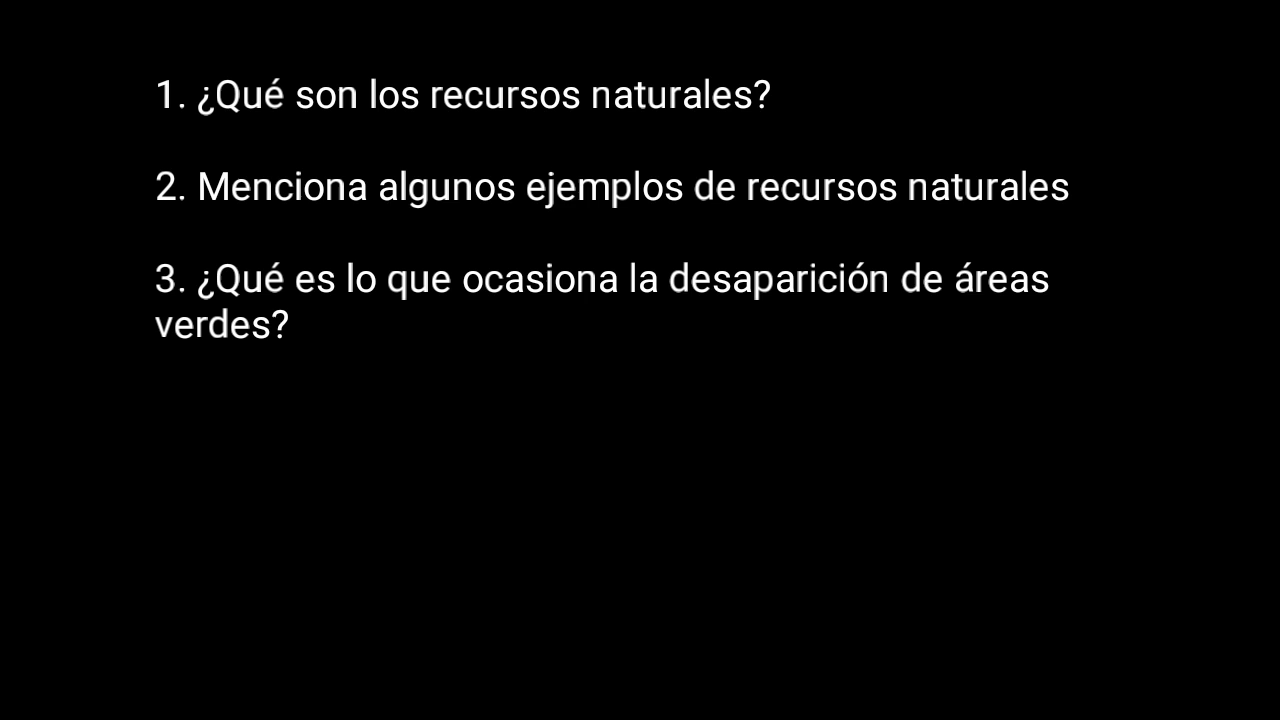 1. ¿Qué son los recursos naturales?
2. Menciona algunos ejemplos de recursos naturales
3. ¿Qué es lo que ocasiona la desaparición de áreas
verdes?